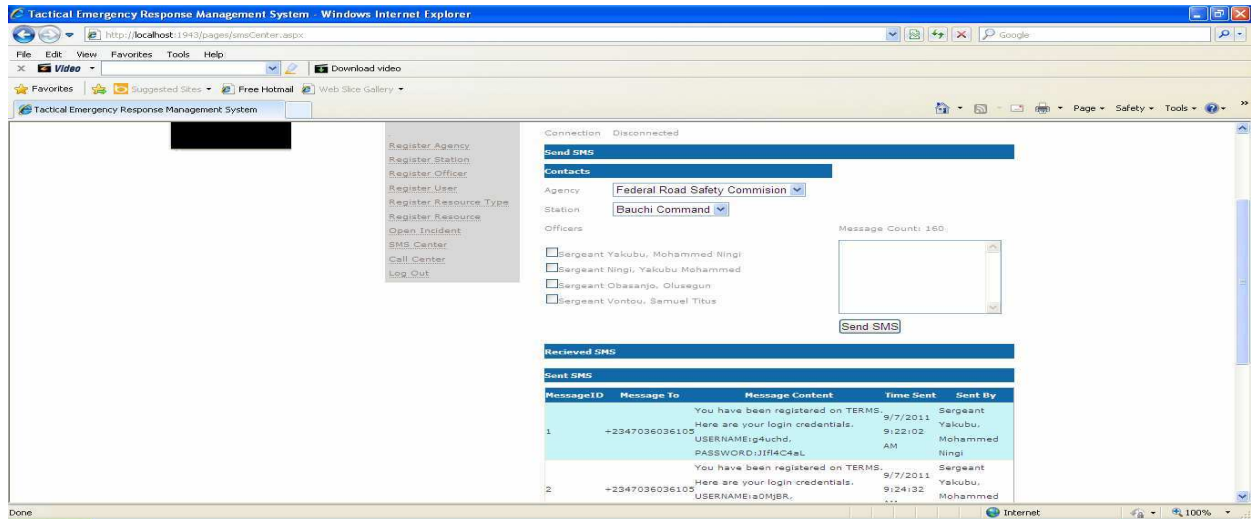 Tactical Emergency Response Management System - Windows Internet Explorer
http://localhost:1943/pages/smsCenter.aspx
Google
File Edit View Favorites Tools Help
Video Download video
Favorites Suggested Sites Free Hotmail Web Slice Gallery
Tactical Emergency Response Management System
Page Safety Tools
Register Agency
Register Station
Register Officer
Register User
Register Resource Type
Register Resource
Open Incident
SMS Center
Call Center
Log Out
Connection Disconnected
Send SMS
Contacts
Agency Federal Road Safety Commision
Station Bauchi Command
Officers
Message Count: 160
Sergeant Yakubu, Mohammed Ningi
Sergeant Ningi, Yakubu Mohammed
Sergeant Obasanjo, Olusegun
Sergeant Vontou, Samuel Titus
Send SMS
Recieved SMS
Sent SMS
MessageID Message To Message Content Time Sent Sent By
1 +2347036036105 You have been registered on TERMS.
Here are your login credentials.
USERNAME:g4uchd,
PASSWORD:JIfl4C4aL
9/7/2011
9:22:02
AM
Sergeant
Yakubu,
Mohammed
Ningi
2 +2347036036105 You have been registered on TERMS.
Here are your login credentials.
USERNAME:a0MjBR,
9/7/2011
9:24:32
Sergeant
Yakubu,
Mohammed
Done Internet 100%